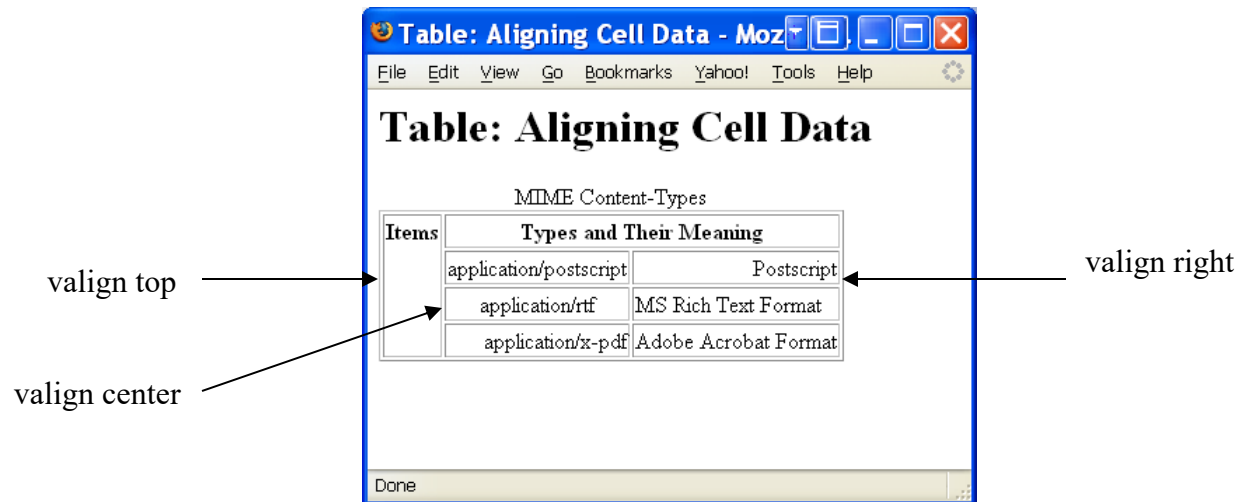 Table: Aligning Cell Data - Moz
File Edit View Go Bookmarks Yahoo! Tools Help
Table: Aligning Cell Data
MIME Content-Types
Items Types and Their Meaning
application/postscript Postscript
valign right
valign top
application/rtf MS Rich Text Format
application/x-pdf Adobe Acrobat Format
valign center
Done